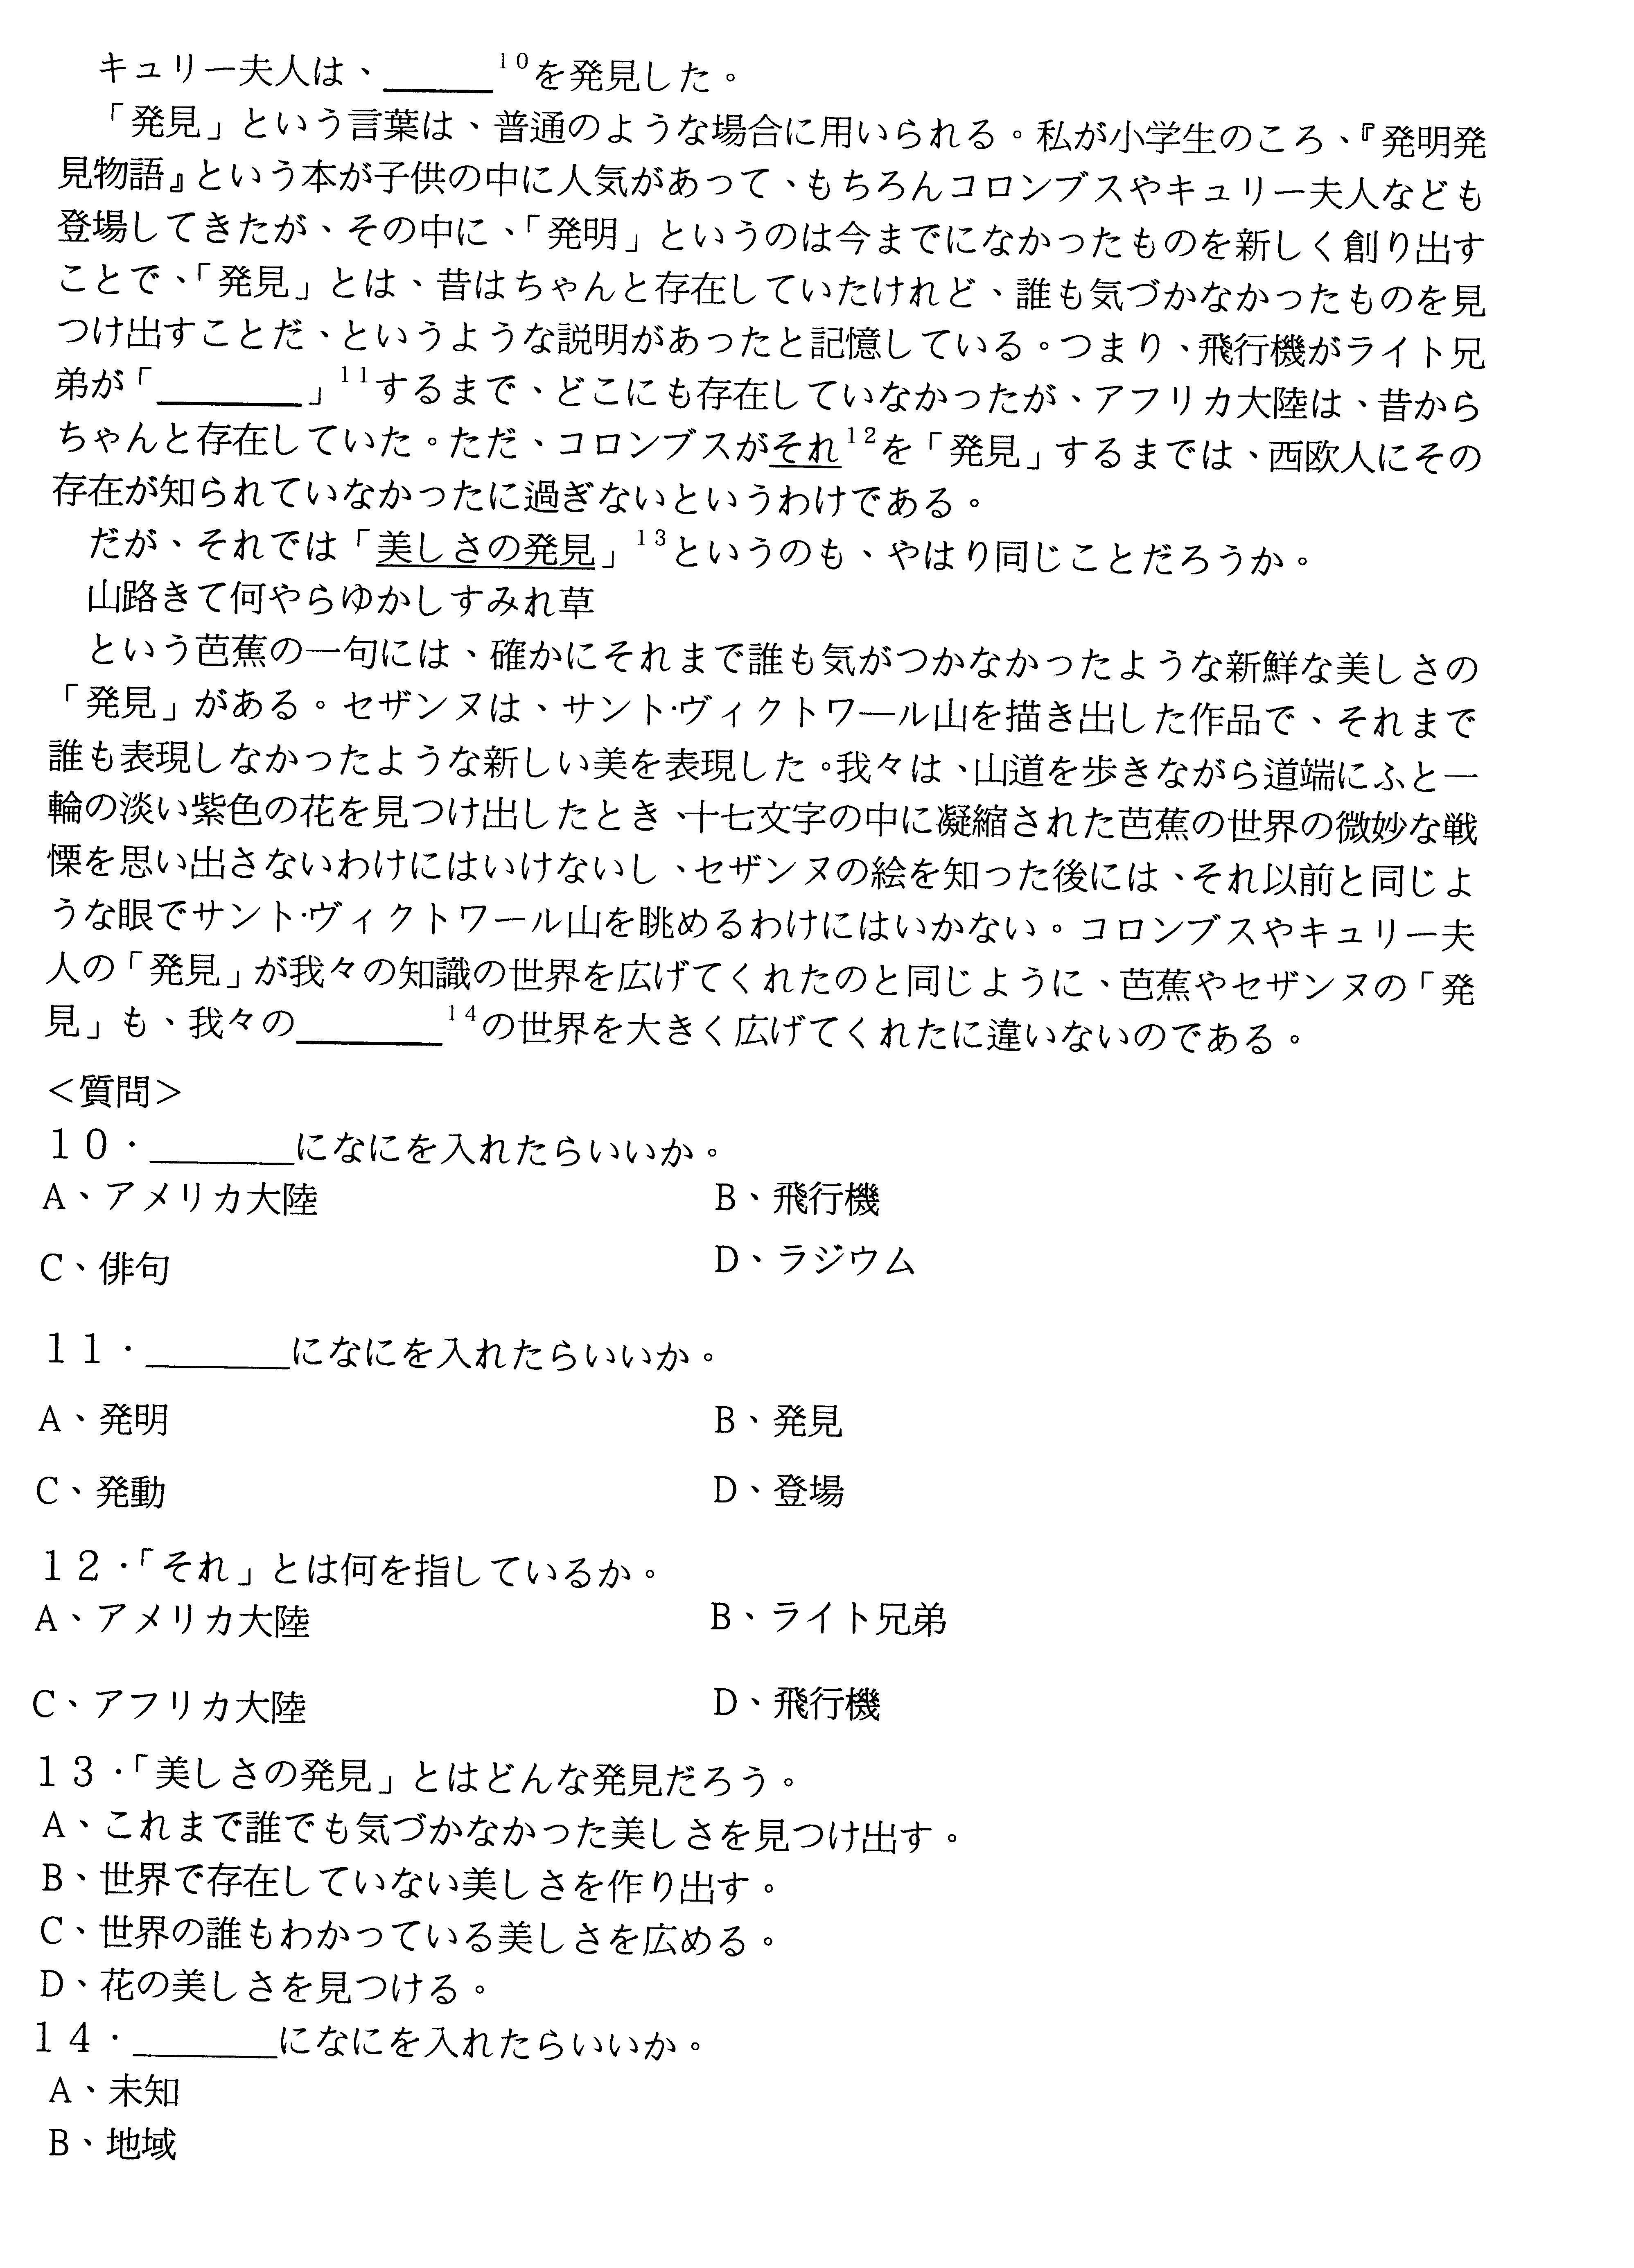 キュリー夫人は、______¹⁰を発見した。
「発見」という言葉は、普通のような場合に用いられる。私が小学生のころ、『発明発
見物語』という本が子供の中に人気があって、もちろんコロンブスやキュリー夫人なども
登場してきたが、その中に、「発明」というのは今までになかったものを新しく創り出す
ことで、「発見」とは、昔はちゃんと存在していたけれど、誰も気づかなかったものを見
つけ出すことだ、というような説明があったと記憶している。つまり、飛行機がライト兄
弟が「________」¹¹するまで、どこにも存在していなかったが、アフリカ大陸は、昔から
ちゃんと存在していた。ただ、コロンブスがそれ¹²を「発見」するまでは、西欧人にその
存在が知られていなかったに過ぎないというわけである。
だが、それでは「美しさの発見」¹³というのも、やはり同じことだろうか。
山路きて何やらゆかしすみれ草
という芭蕉の一句には、確かにそれまで誰も気がつかなかったような新鮮な美しさの
「発見」がある。セザンヌは、サント·ヴィクトワール山を描き出した作品で、それまで
誰も表現しなかったような新しい美を表現した。我々は、山道を歩きながら道端にふと一
輪の淡い紫色の花を見つけ出したとき、十七文字の中に凝縮された芭蕉の世界の微妙な戦
慄を思い出さないわけにはいけないし、セザンヌの絵を知った後には、それ以前と同じよ
うな眼でサント·ヴィクトワール山を眺めるわけにはいかない。コロンブスやキュリー夫
人の「発見」が我々の知識の世界を広げてくれたのと同じように、芭蕉やセザンヌの「発
見」も、我々の________¹⁴の世界を大きく広げてくれたに違いないのである。
＜質問＞
１０・________になにを入れたらいいか。
A、アメリカ大陸 B、飛行機
C、俳句 D、ラジウム
１１・________になにを入れたらいいか。
A、発明 B、発見
C、発動 D、登場
１２・「それ」とは何を指しているか。
A、アメリカ大陸 B、ライト兄弟
C、アフリカ大陸 D、飛行機
１３・「美しさの発見」とはどんな発見だろう。
A、これまで誰でも気づかなかった美しさを見つけ出す。
B、世界で存在していない美しさを作り出す。
C、世界の誰もわかっている美しさを広める。
D、花の美しさを見つける。
１４・________になにを入れたらいいか。
A、未知
B、地域